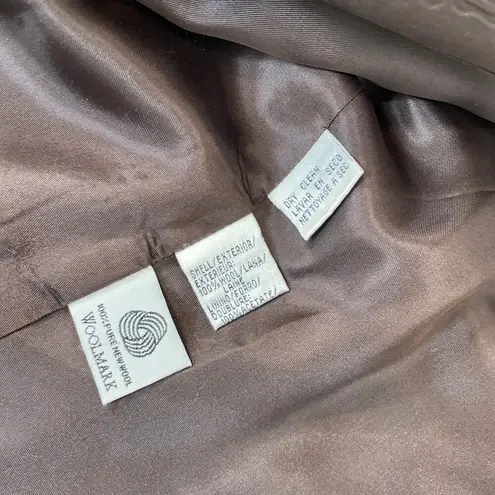 100% PURE NEW WOOL
WOOLMARK
SHELL/EXTERIOR/
EXTERIEUR:
100% WOOL/LANA/
LAINE
LINING/FORRO/
DOUBLURE:
100% ACETATE/
DRY CLEAN
LAVAR EN SECO
NETTOYAGE A SEC